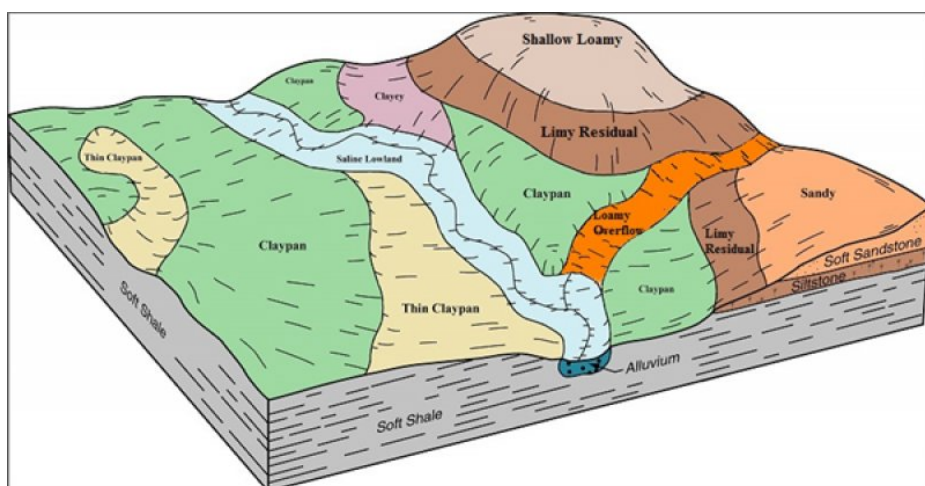 Shallow Loamy
Claypan
Clayey
Limy Residual
Thin Claypan
Saline Lowland
Claypan
Sandy
Loamy
Overflow
Claypan
Limy
Residual
Soft Sandstone
Siltstone
Claypan
Thin Claypan
Soft Shale
Alluvium
Soft Shale